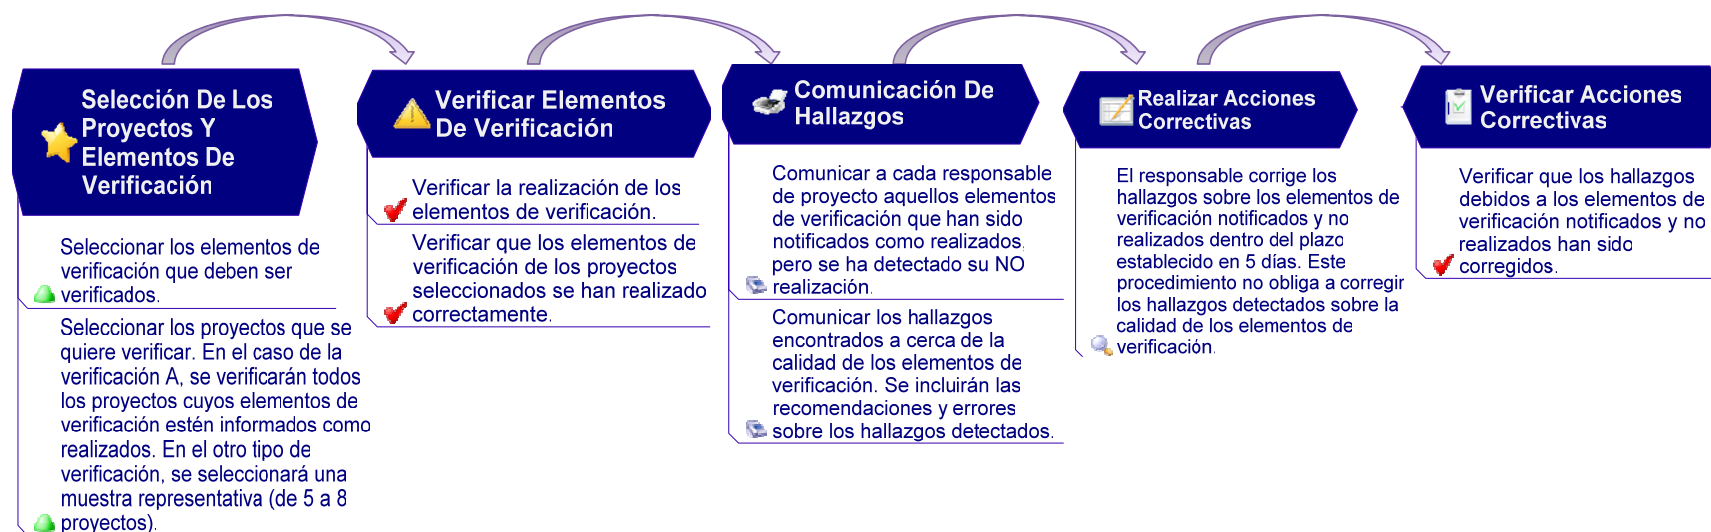 Selección De Los
Proyectos Y
Elementos De
Verificación
Seleccionar los elementos de
verificación que deben ser
verificados.
Seleccionar los proyectos que se
quiere verificar. En el caso de la
verificación A, se verificarán todos
los proyectos cuyos elementos de
verificación estén informados como
realizados. En el otro tipo de
verificación, se seleccionará una
muestra representativa (de 5 a 8
proyectos).
Verificar Elementos
De Verificación
Verificar la realización de los
elementos de verificación.
Verificar que los elementos de
verificación de los proyectos
seleccionados se han realizado
correctamente.
Comunicación De
Hallazgos
Comunicar a cada responsable
de proyecto aquellos elementos
de verificación que han sido
notificados como realizados,
pero se ha detectado su NO
realización.
Comunicar los hallazgos
encontrados a cerca de la
calidad de los elementos de
verificación. Se incluirán las
recomendaciones y errores
sobre los hallazgos detectados.
Realizar Acciones
Correctivas
El responsable corrige los
hallazgos sobre los elementos de
verificación notificados y no
realizados dentro del plazo
establecido en 5 días. Este
procedimiento no obliga a corregir
los hallazgos detectados sobre la
calidad de los elementos de
verificación.
Verificar Acciones
Correctivas
Verificar que los hallazgos
debidos a los elementos de
verificación notificados y no
realizados han sido
corregidos.